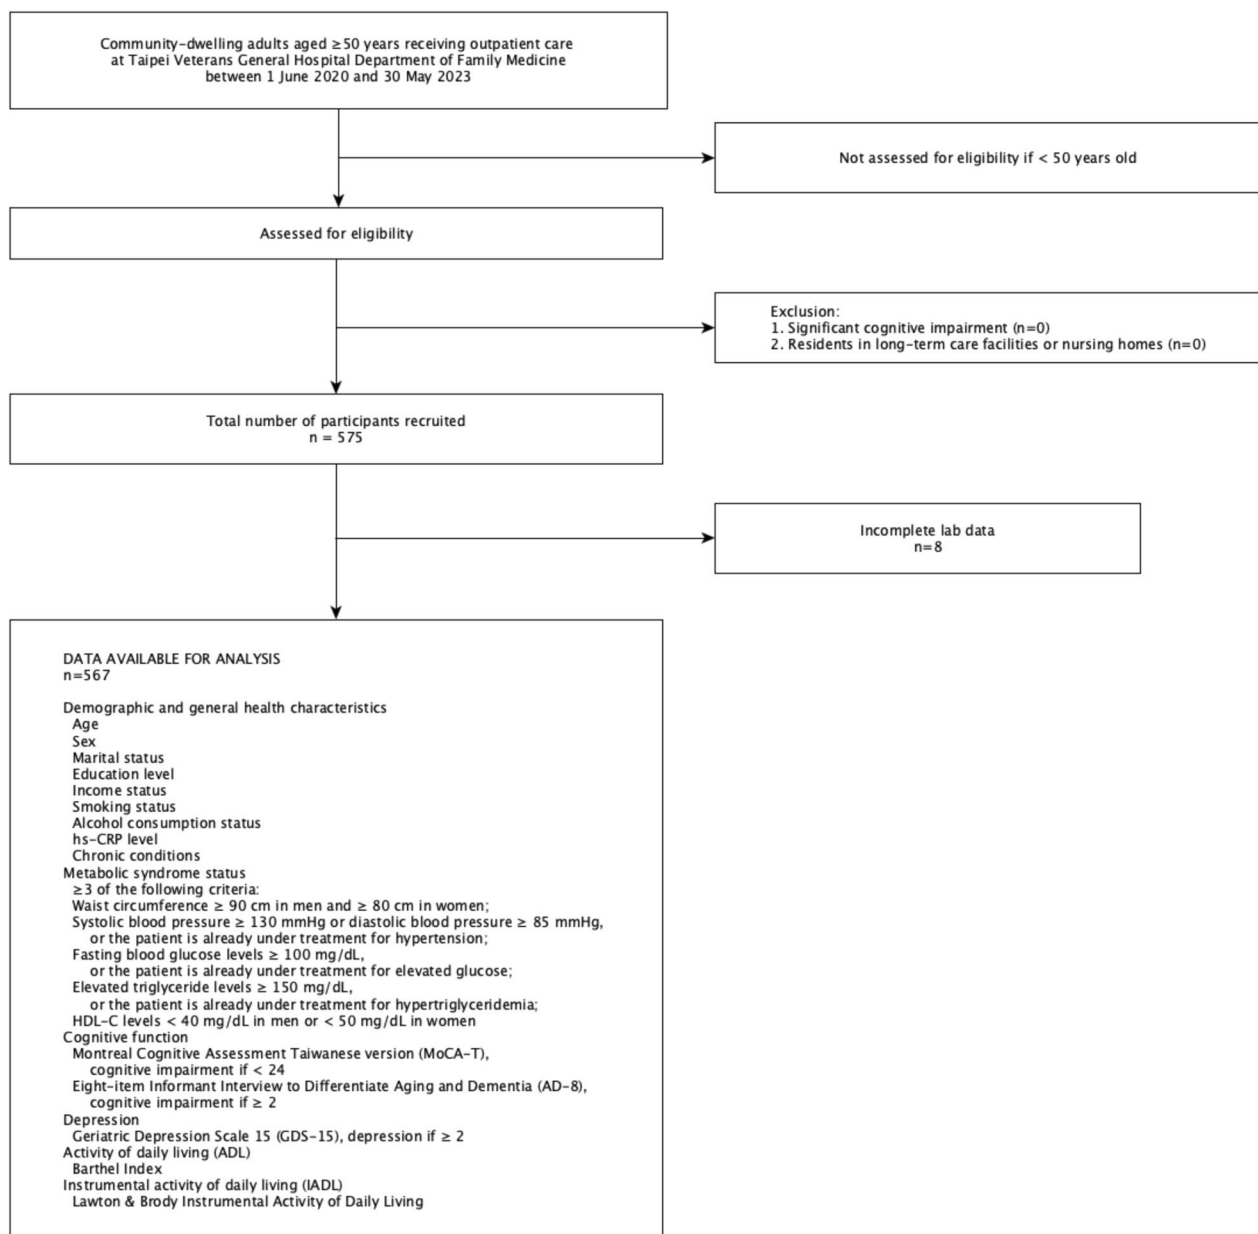 Community-dwelling adults aged ≥50 years receiving outpatient care
at Taipei Veterans General Hospital Department of Family Medicine
between 1 June 2020 and 30 May 2023
Not assessed for eligibility if < 50 years old
Assessed for eligibility
Exclusion:
1. Significant cognitive impairment (n=0)
2. Residents in long-term care facilities or nursing homes (n=0)
Total number of participants recruited
n = 575
Incomplete lab data
n=8
DATA AVAILABLE FOR ANALYSIS
n=567
Demographic and general health characteristics
Age
Sex
Marital status
Education level
Income status
Smoking status
Alcohol consumption status
hs-CRP level
Chronic conditions
Metabolic syndrome status
≥3 of the following criteria:
Waist circumference ≥ 90 cm in men and ≥ 80 cm in women;
Systolic blood pressure ≥ 130 mmHg or diastolic blood pressure ≥ 85 mmHg,
or the patient is already under treatment for hypertension;
Fasting blood glucose levels ≥ 100 mg/dL,
or the patient is already under treatment for elevated glucose;
Elevated triglyceride levels ≥ 150 mg/dL,
or the patient is already under treatment for hypertriglyceridemia;
HDL-C levels < 40 mg/dL in men or < 50 mg/dL in women
Cognitive function
Montreal Cognitive Assessment Taiwanese version (MoCA-T),
cognitive impairment if < 24
Eight-item Informant Interview to Differentiate Aging and Dementia (AD-8),
cognitive impairment if ≥ 2
Depression
Geriatric Depression Scale 15 (GDS-15), depression if ≥ 2
Activity of daily living (ADL)
Barthel Index
Instrumental activity of daily living (IADL)
Lawton & Brody Instrumental Activity of Daily Living